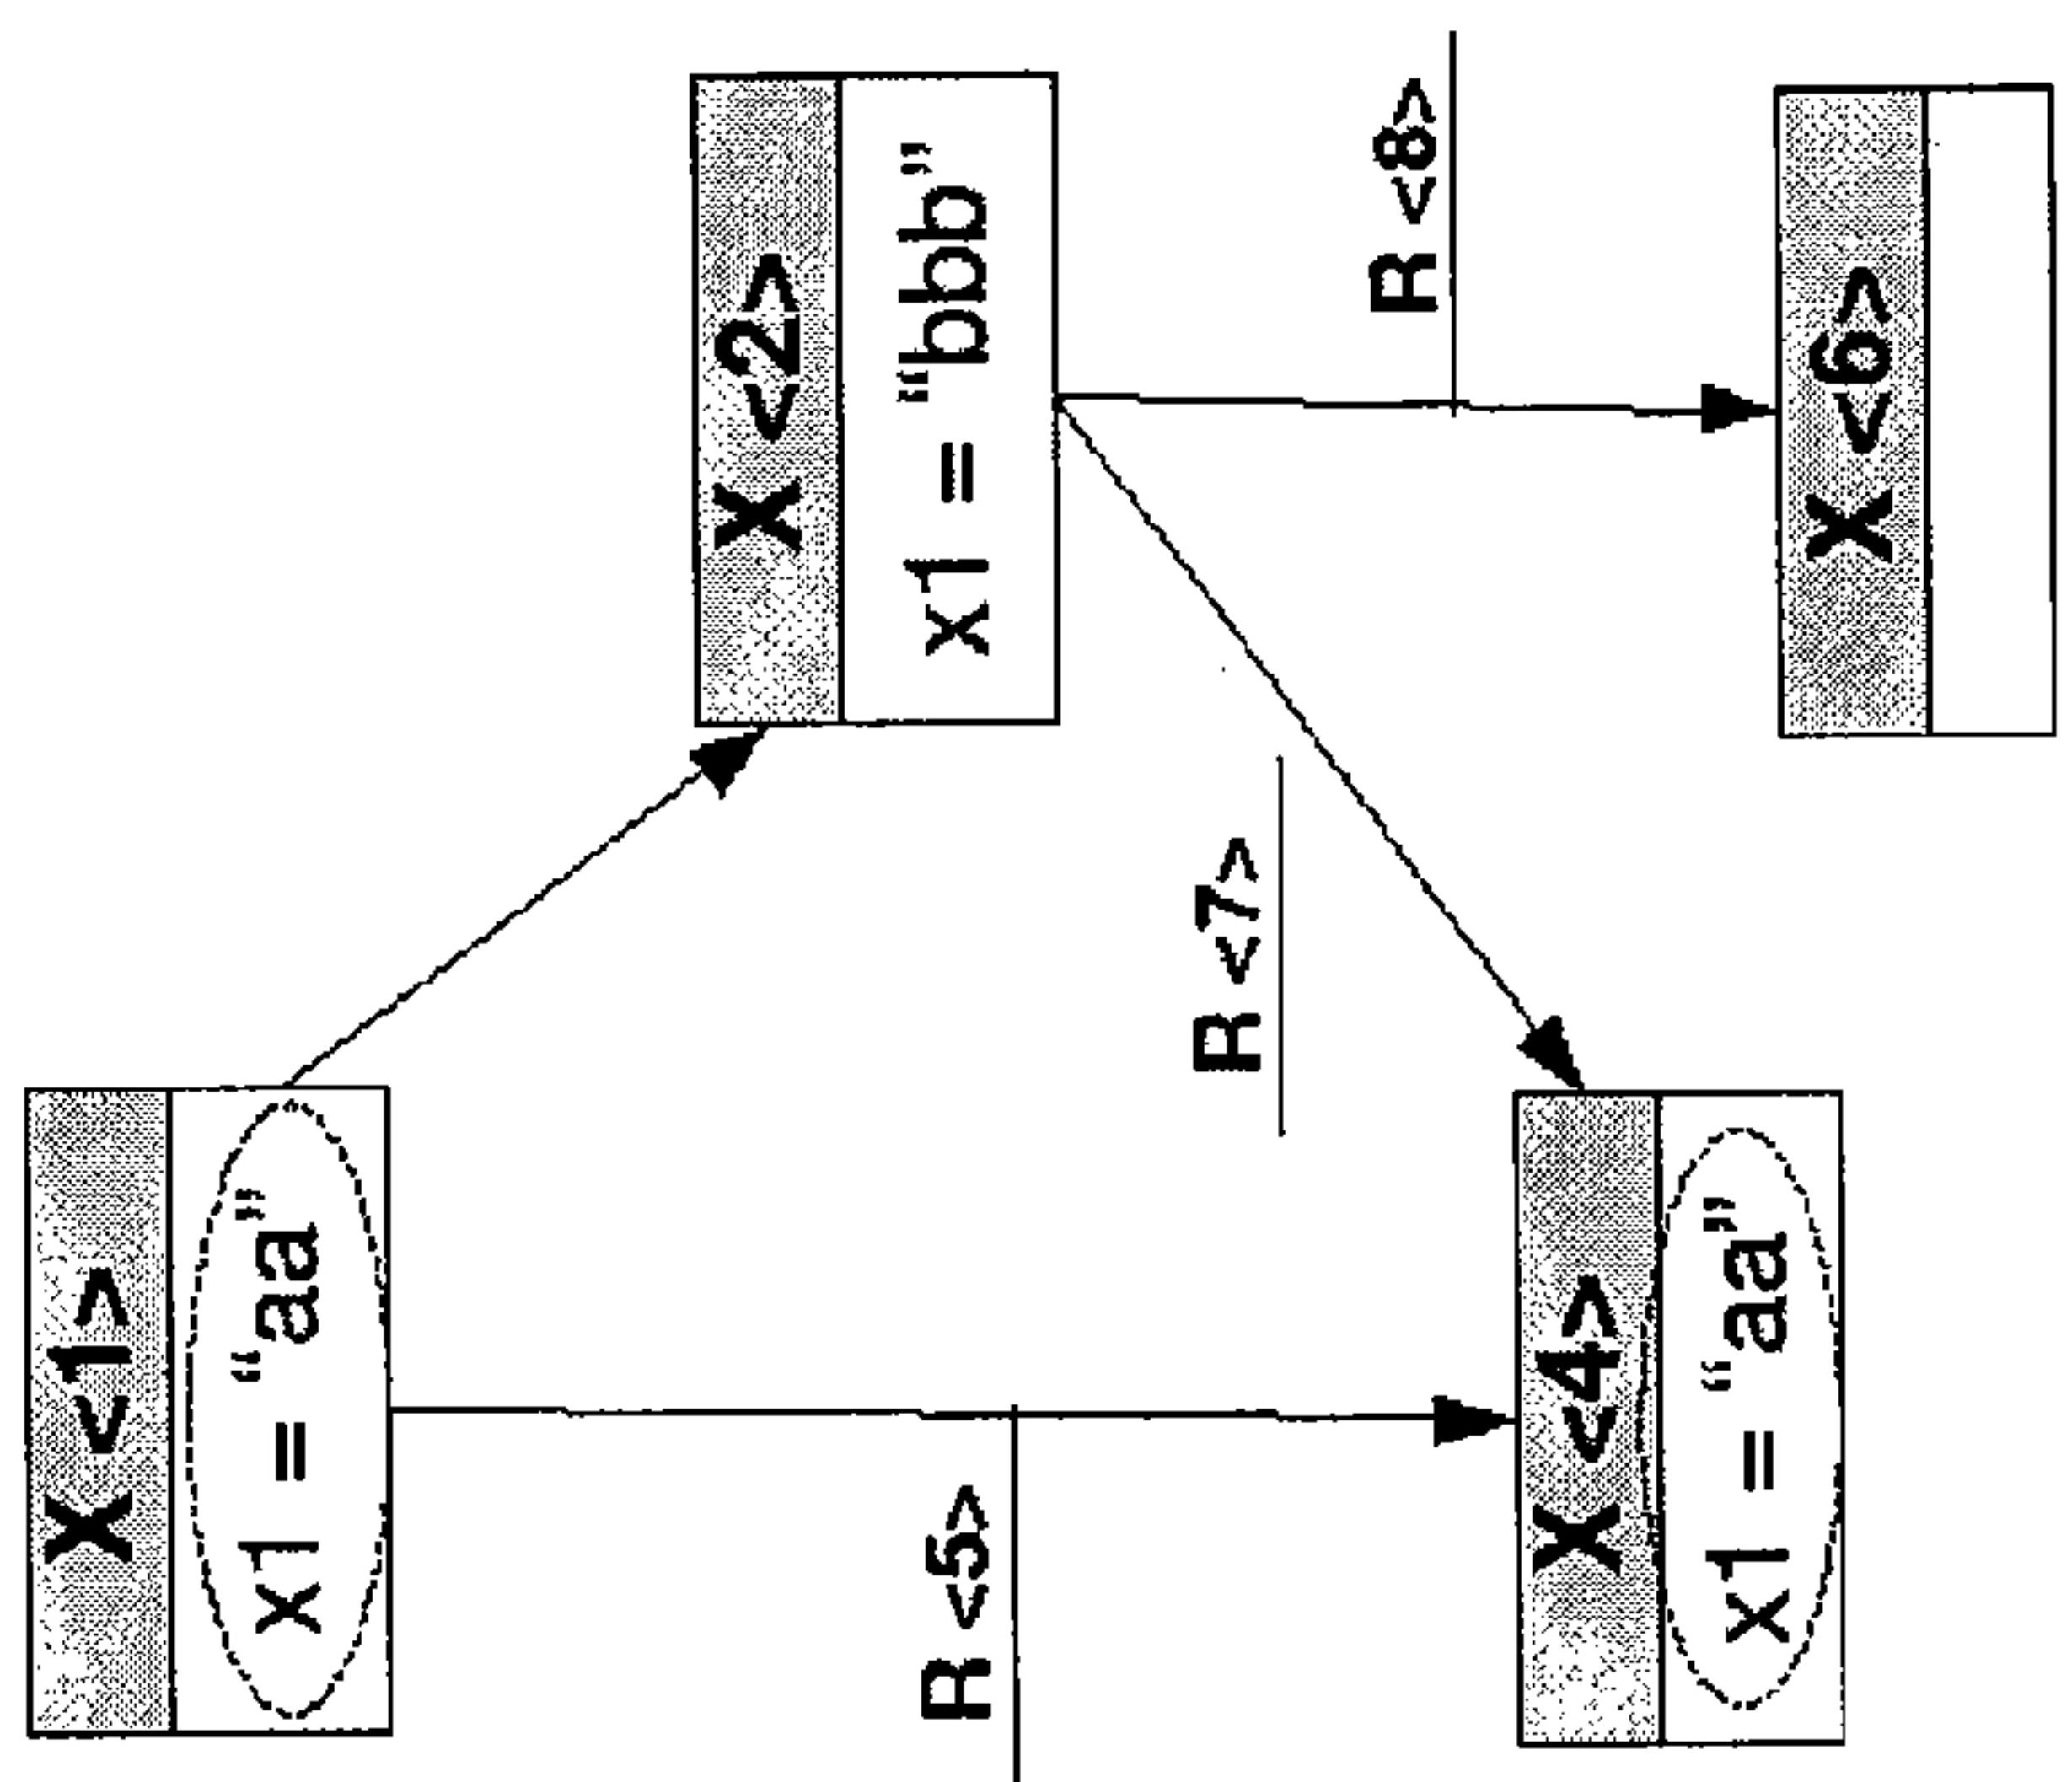 X <1>
x1 = “aa”
X <2>
x1 = “bbb”
R <5>
R <7>
R <8>
X <4>
x1 = “aa”
X <6>